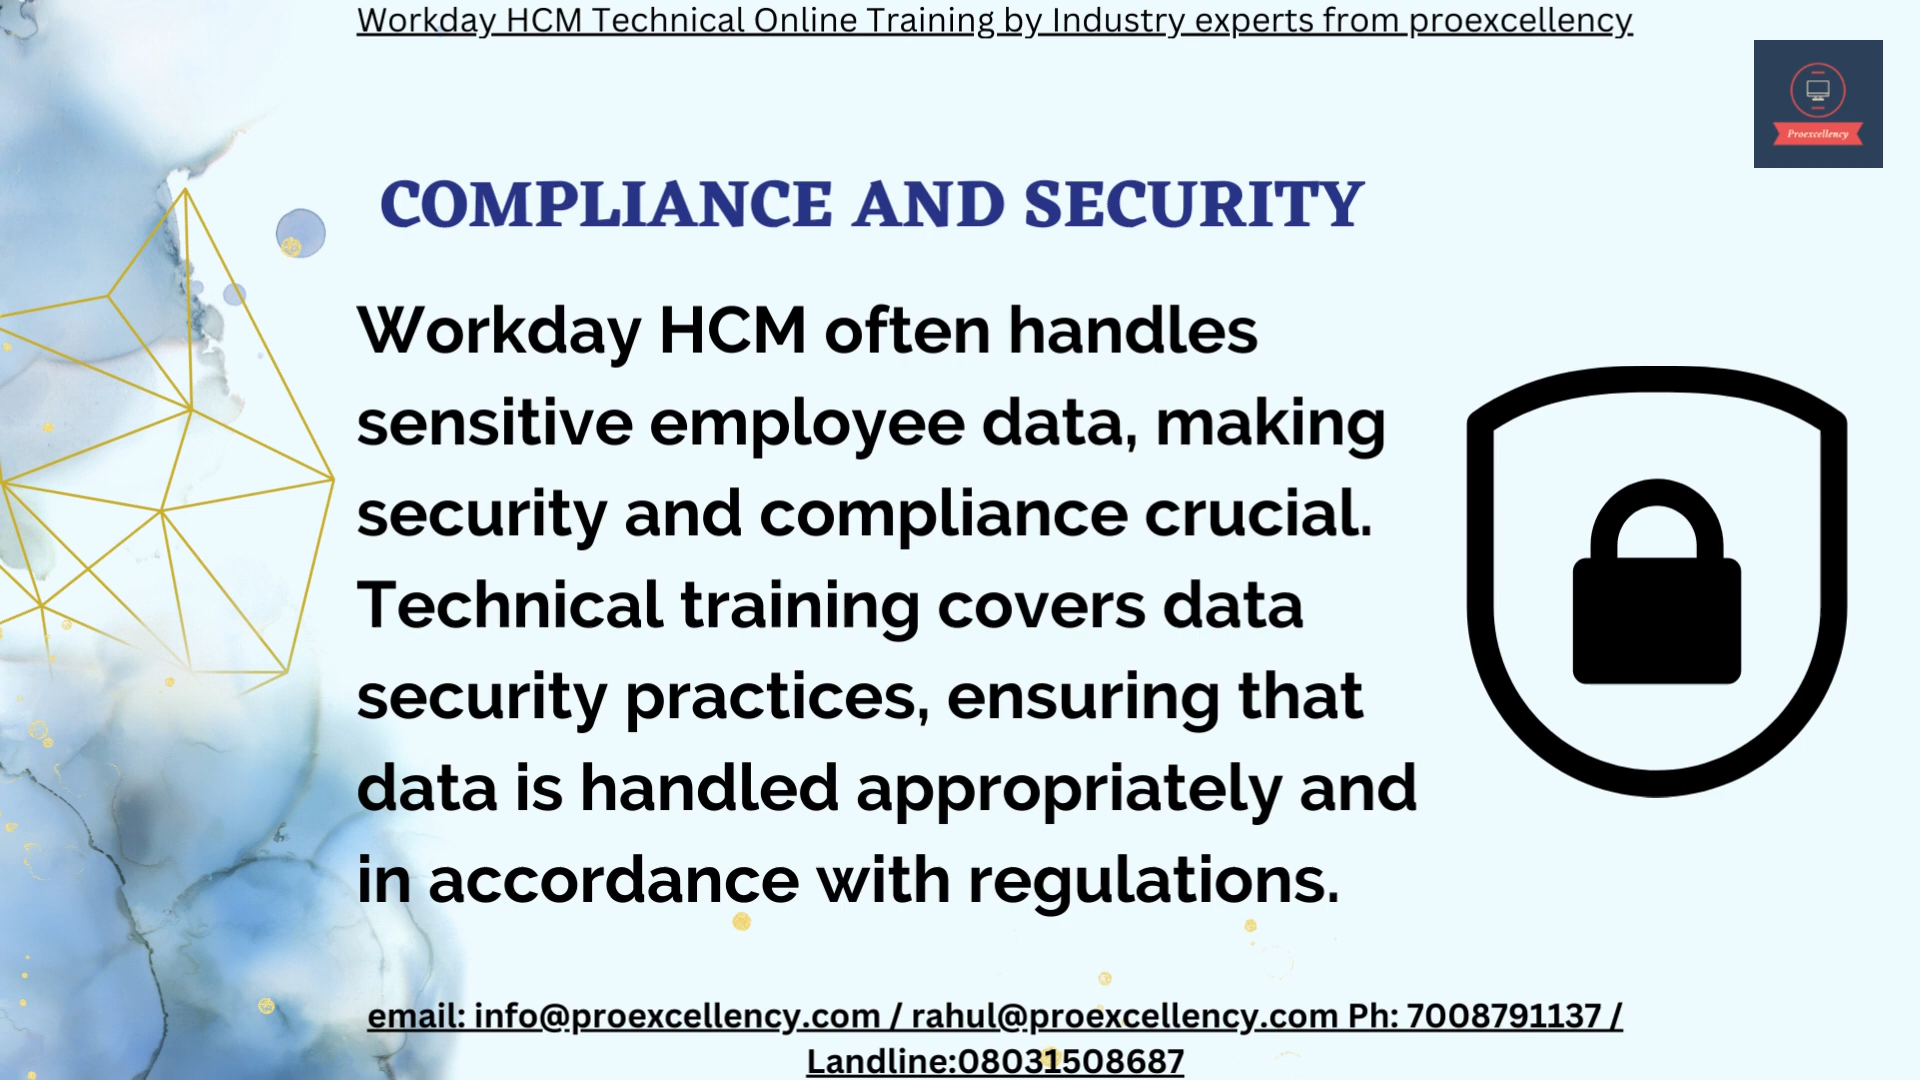 Workday HCM Technical Online Training by Industry experts from proexcellency
Proexcellency
COMPLIANCE AND SECURITY
Workday HCM often handles
sensitive employee data, making
security and compliance crucial.
Technical training covers data
security practices, ensuring that
data is handled appropriately and
in accordance with regulations.
email: info@proexcellency.com / rahul@proexcellency.com Ph: 7008791137 /
Landline:08031508687